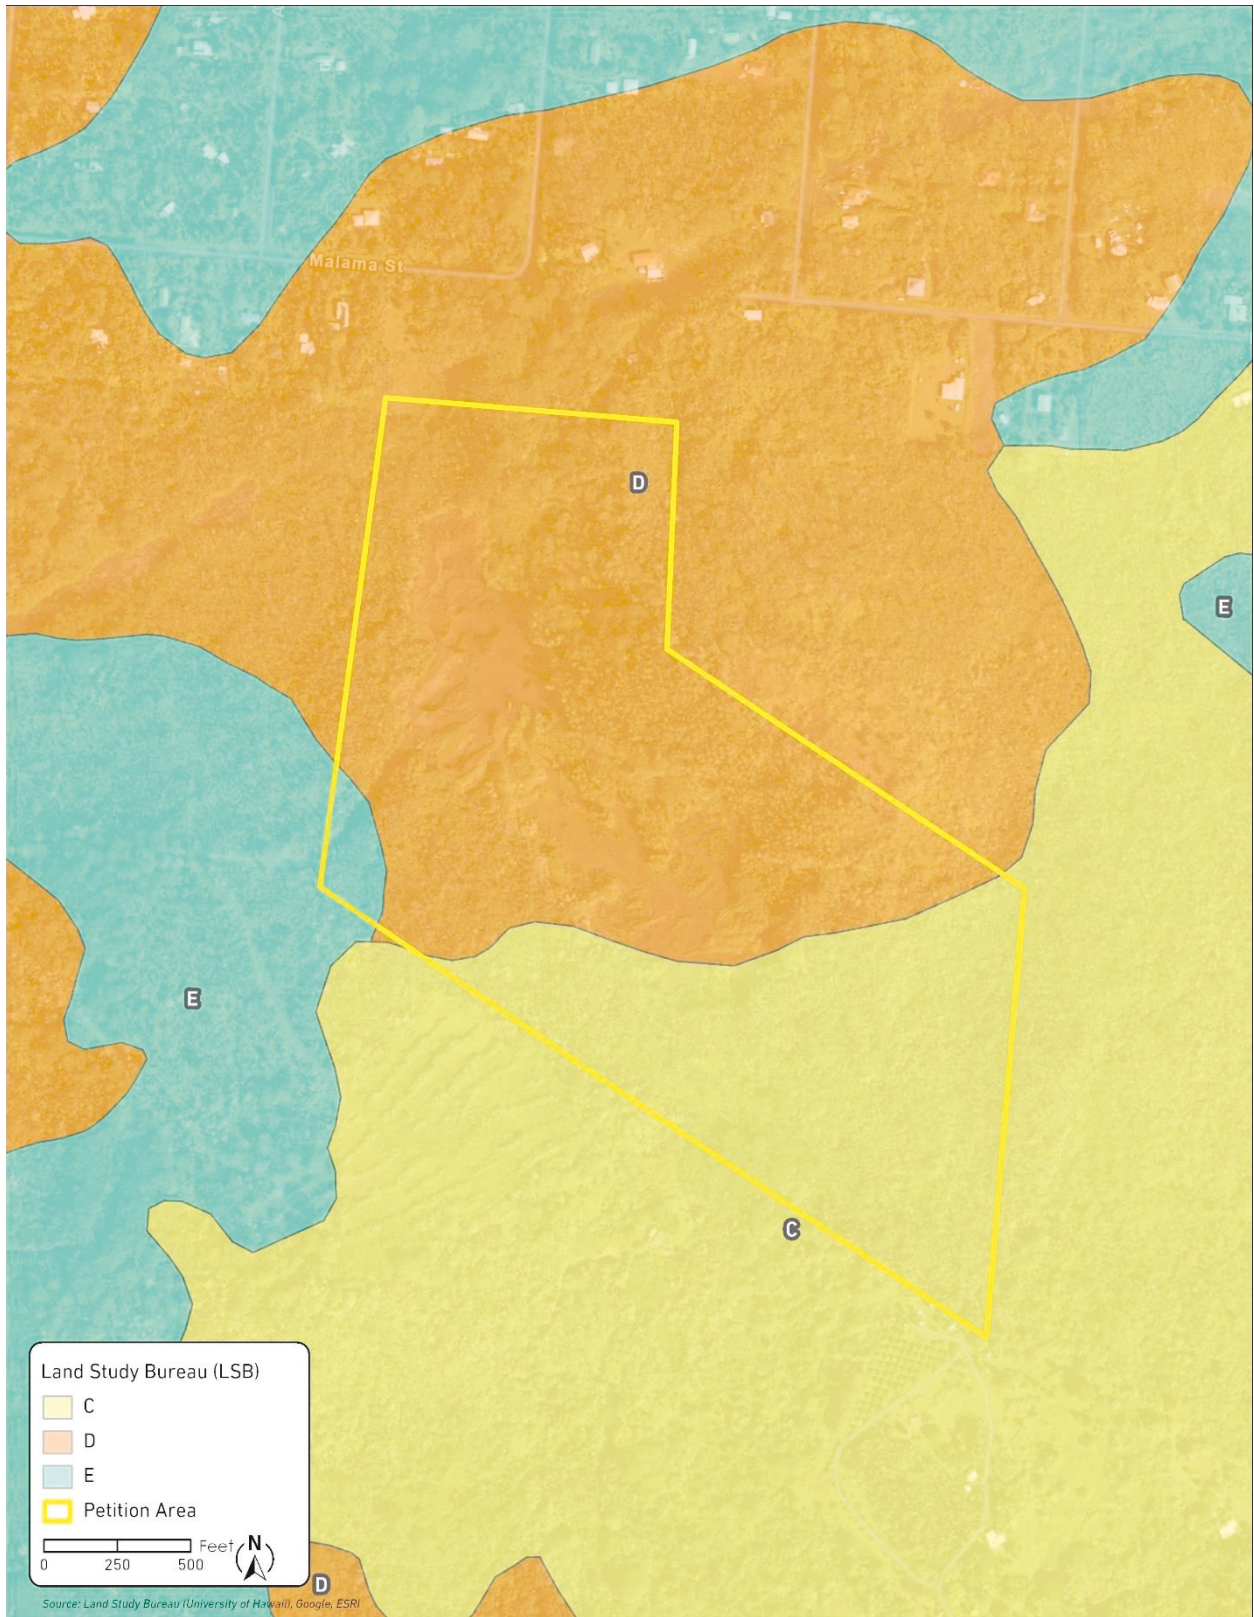 Malama St
D
E
E
C
Land Study Bureau (LSB)
C
D
E
Petition Area
Feet
N
0 250 500
D
Source: Land Study Bureau (University of Hawaii), Google, ESRI